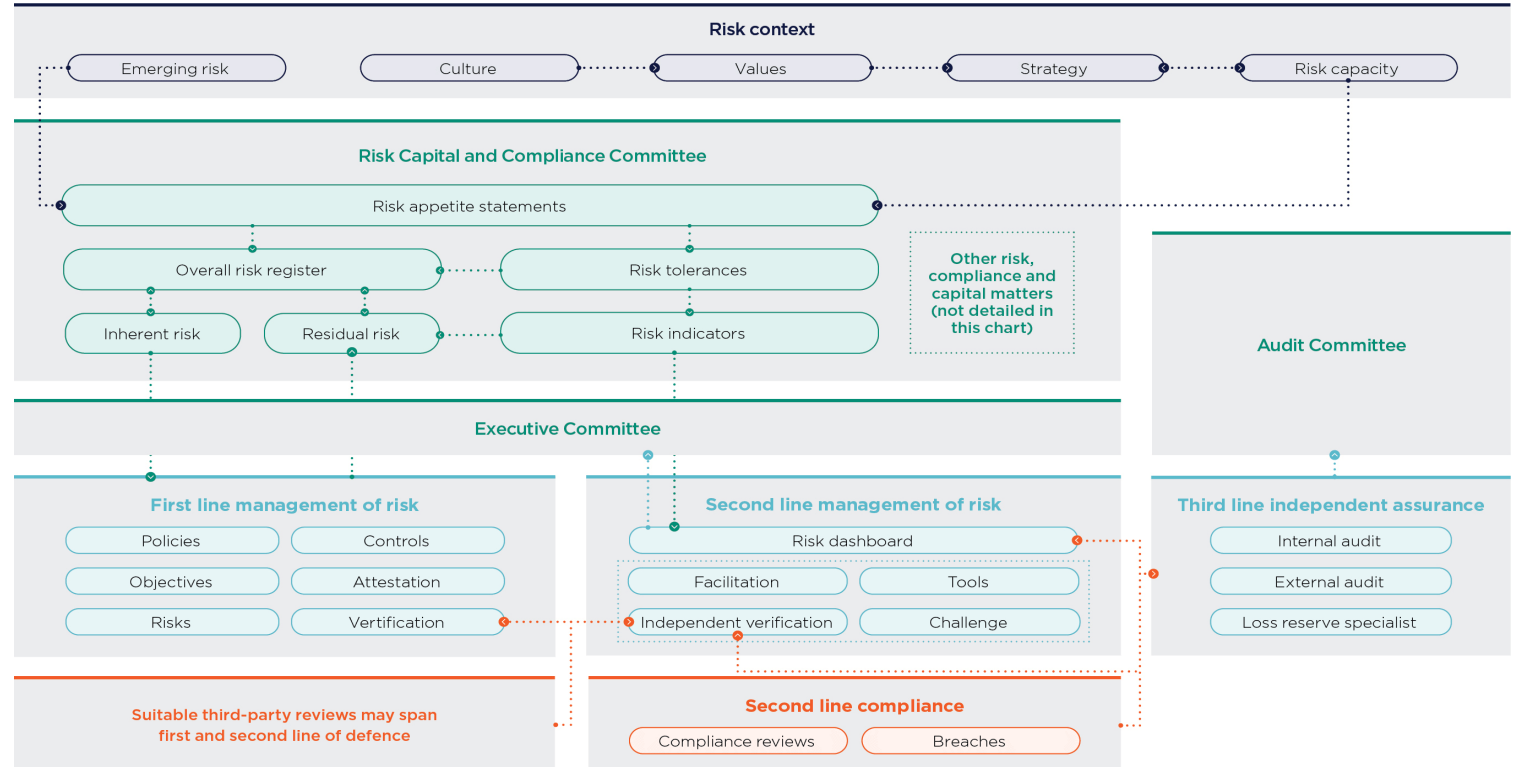 Risk context
Emerging risk
Culture
Values
Strategy
Risk capacity
Risk Capital and Compliance Committee
Risk appetite statements
Overall risk register
Risk tolerances
Inherent risk
Residual risk
Risk indicators
Other risk,
compliance and
capital matters
(not detailed in
this chart)
Audit Committee
Executive Committee
First line management of risk
Policies
Controls
Objectives
Attestation
Risks
Vertification
Second line management of risk
Risk dashboard
Facilitation
Tools
Independent verification
Challenge
Third line independent assurance
Internal audit
External audit
Loss reserve specialist
Suitable third-party reviews may span
first and second line of defence
Second line compliance
Compliance reviews
Breaches